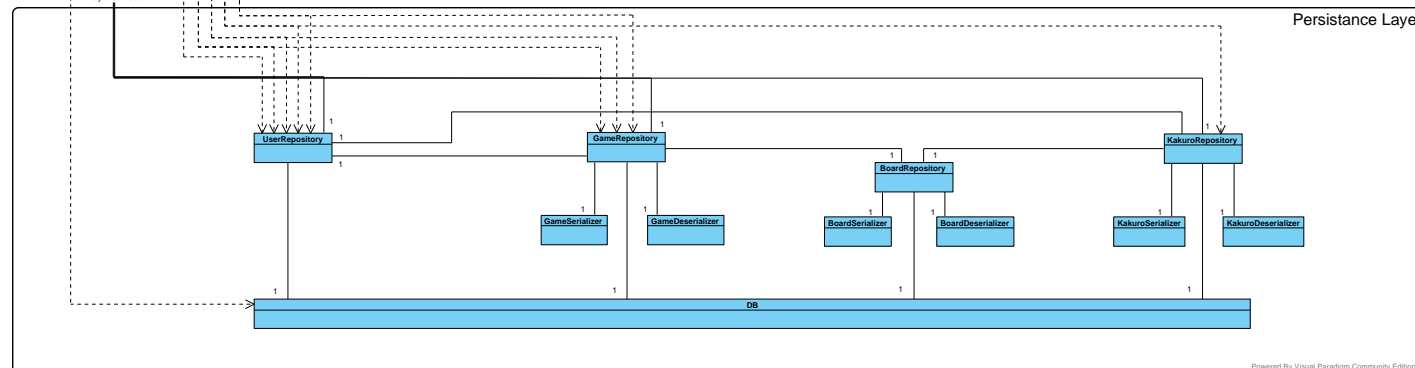 Persistance Laye
1
1
1
UserRepository
1
GameRepository
KakuroRepository
1
1
1
BoardRepository
1
1
1
1
1
1
GameSerializer
GameDeserializer
BoardSerializer
BoardDeserializer
KakuroSerializer
KakuroDeserializer
1
1
1
1
DB
Powered By Visual Paradigm Community Edition